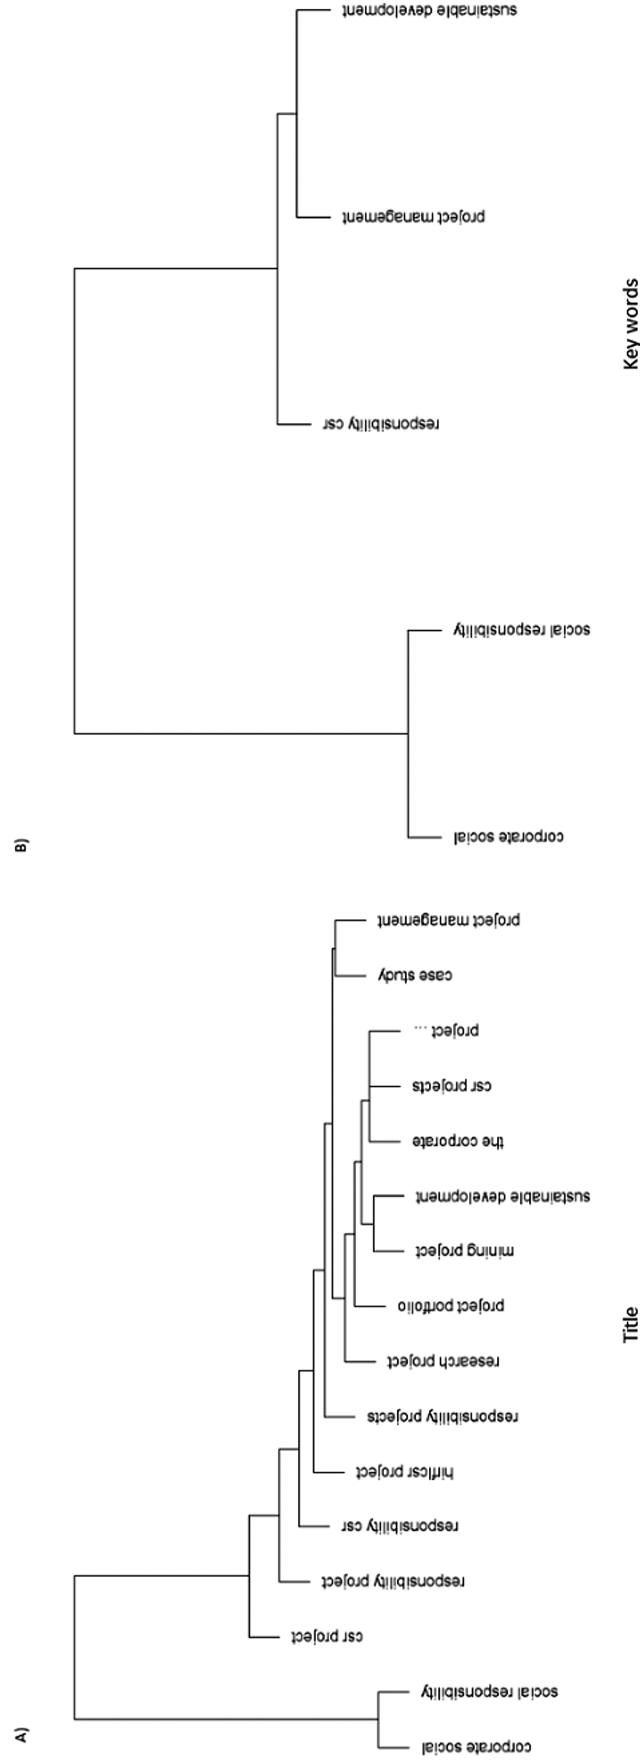 A)
corporate social
social responsibility
csr project
responsibility project
responsibility csr
hirflcsr project
responsibility projects
research project
project portfolio
mining project
sustainable development
the corporate
csr projects
project ...
case study
project management
Title
B)
corporate social
social responsibility
responsibility csr
project management
sustainable development
Key words